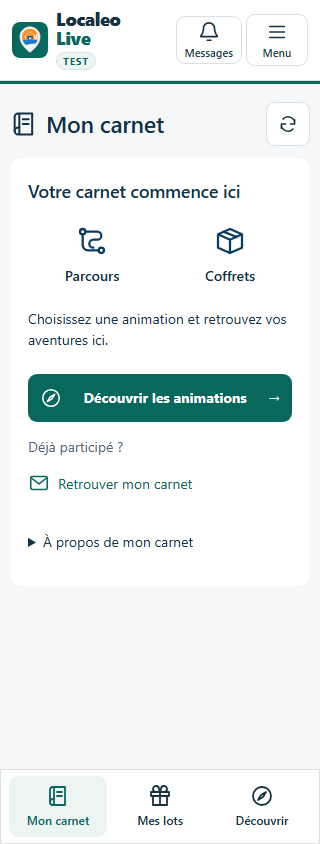 Localeo
Live
TEST
Messages
Menu
Mon carnet
Votre carnet commence ici
Parcours
Coffrets
Choisissez une animation et retrouvez vos
aventures ici.
Découvrir les animations →
Déjà participé ?
Retrouver mon carnet
À propos de mon carnet
Mon carnet
Mes lots
Découvrir